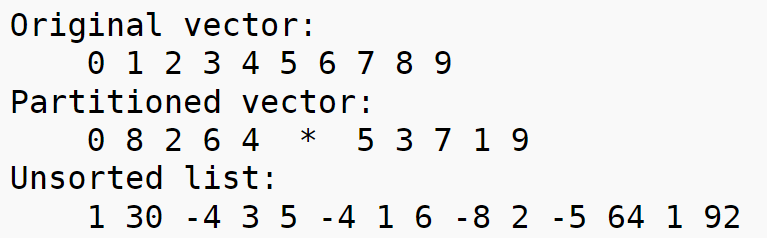 Original vector:
    0 1 2 3 4 5 6 7 8 9
Partitioned vector:
    0 8 2 6 4  *  5 3 7 1 9
Unsorted list:
    1 30 -4 3 5 -4 1 6 -8 2 -5 64 1 92